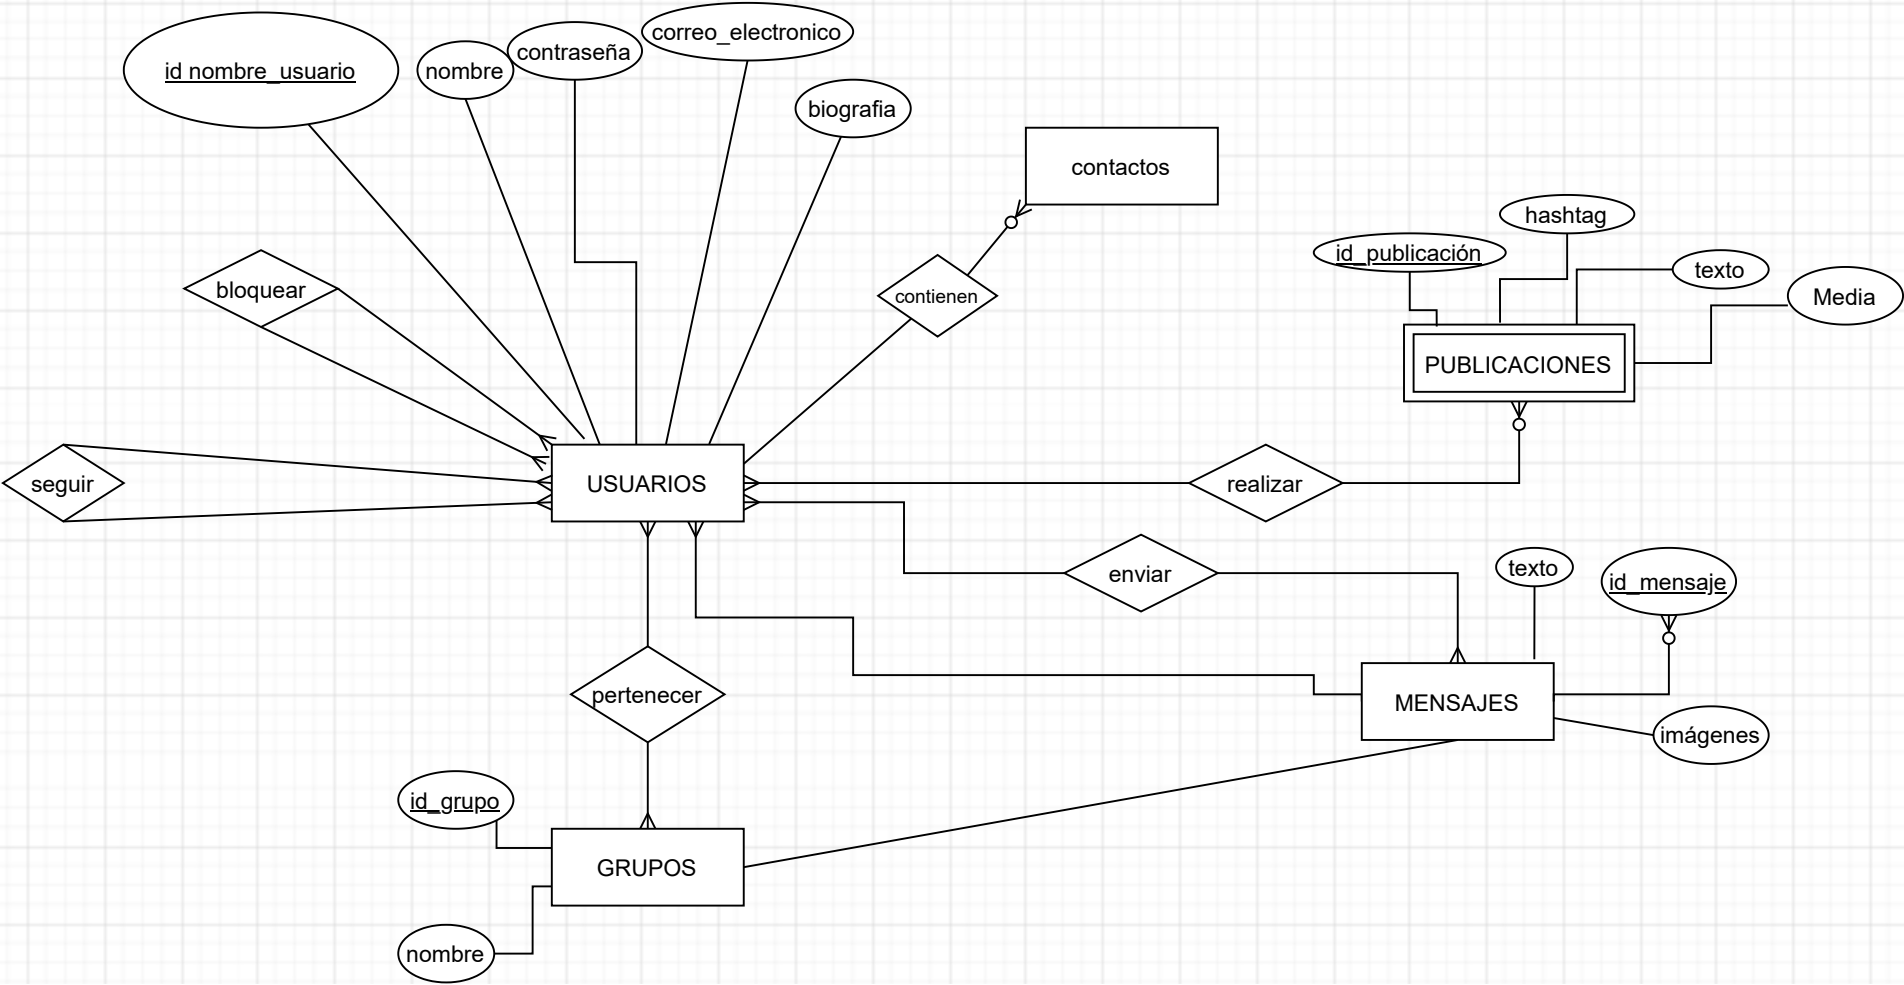 id nombre_usuario
nombre
contraseña
correo_electronico
biografia
contactos
bloquear
contienen
id_publicación
hashtag
texto
Media
PUBLICACIONES
seguir
USUARIOS
realizar
enviar
texto
id_mensaje
pertenecer
MENSAJES
imágenes
id_grupo
GRUPOS
nombre